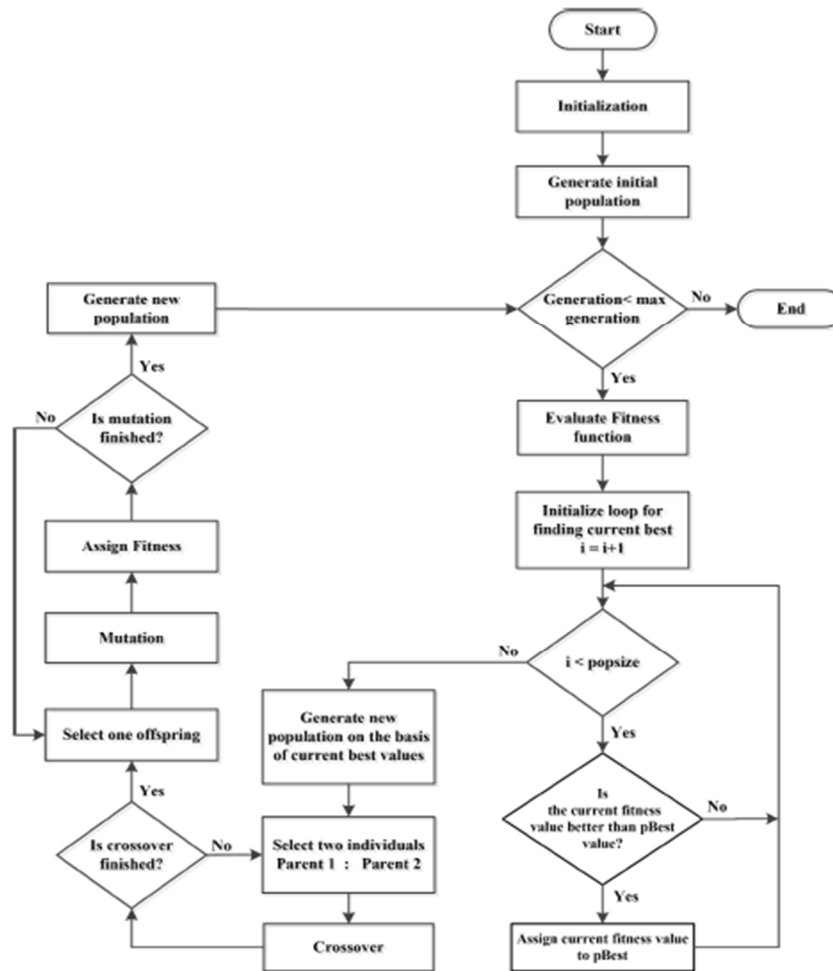 Start
Initialization
Generate initial
population
Generation< max
generation
No
End
Yes
Evaluate Fitness
function
Initialize loop for
finding current best
i = i+1
i < popsize
No
Yes
Is
the current fitness
value better than pBest
value?
No
Yes
Assign current fitness value
to pBest
Generate new
population on the basis
of current best values
Select two individuals
Parent 1 : Parent 2
Crossover
Is crossover
finished?
No
Yes
Select one offspring
Mutation
Assign Fitness
Is mutation
finished?
No
Yes
Generate new
population